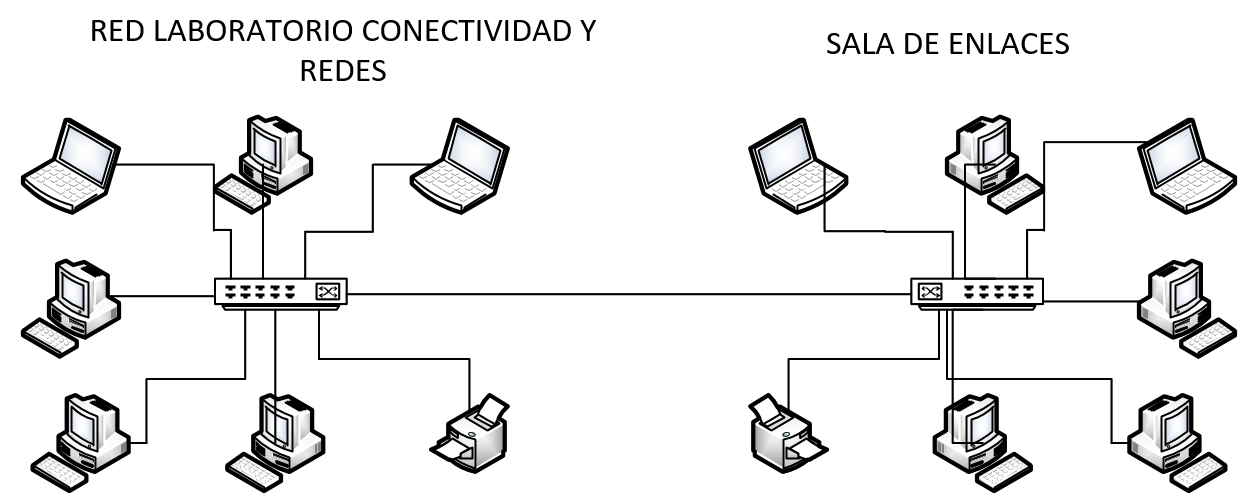 RED LABORATORIO CONECTIVIDAD Y
REDES
SALA DE ENLACES